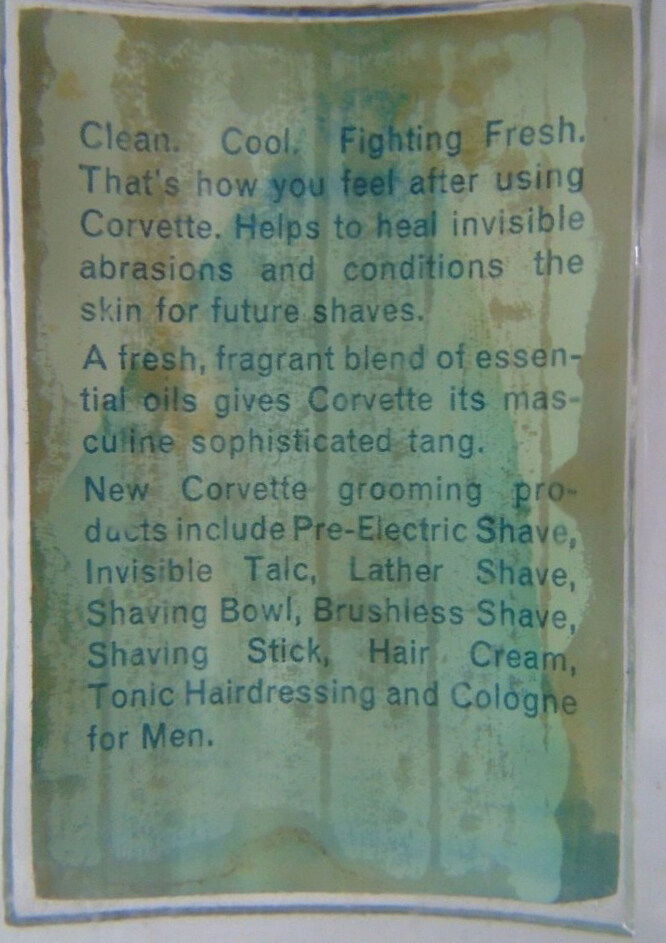 Clean. Cool. Fighting Fresh.
That's how you feel after using
Corvette. Helps to heal invisible
abrasions and conditions the
skin for future shaves.
A fresh, fragrant blend of essen-
tial oils gives Corvette its mas-
culine sophisticated tang.
New Corvette grooming pro-
ducts include Pre-Electric Shave,
Invisible Talc, Lather Shave,
Shaving Bowl, Brushless Shave,
Shaving Stick, Hair Cream,
Tonic Hairdressing and Cologne
for Men.